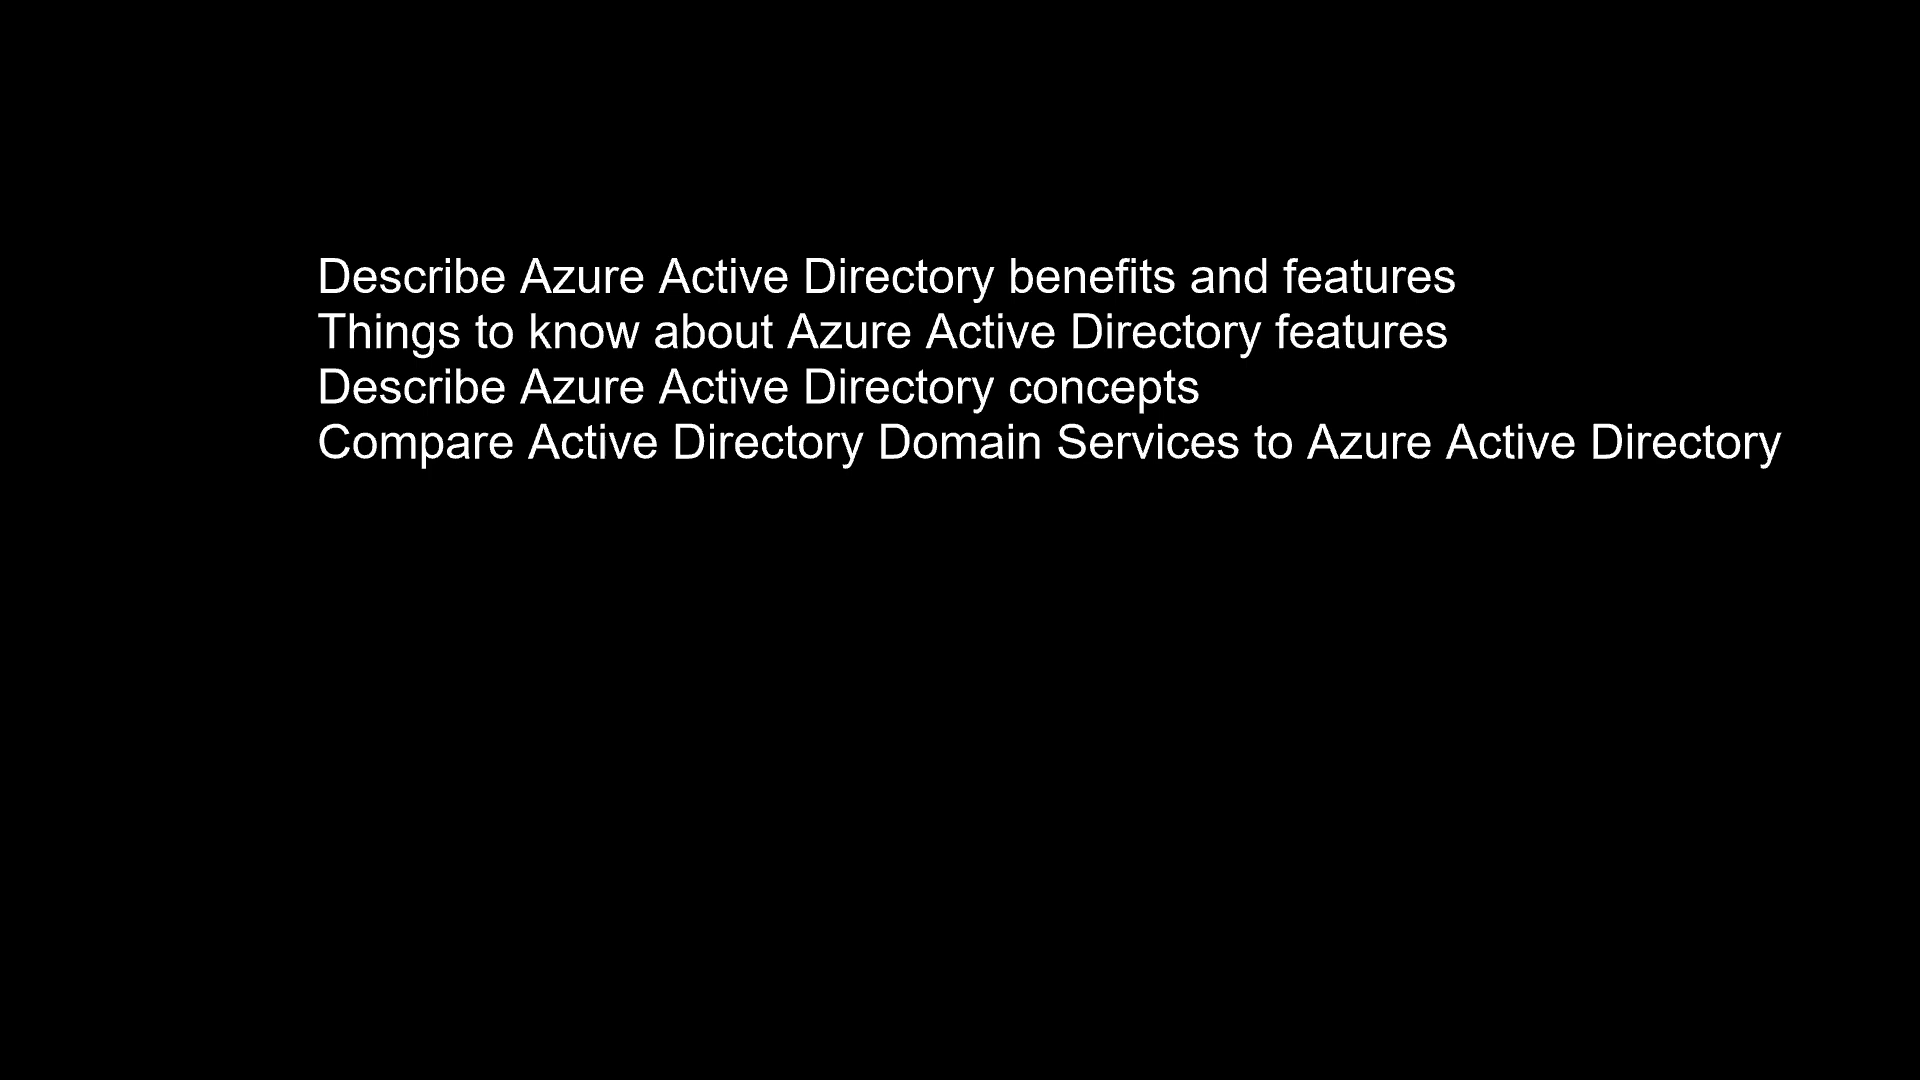 Describe Azure Active Directory benefits and features
Things to know about Azure Active Directory features
Describe Azure Active Directory concepts
Compare Active Directory Domain Services to Azure Active Directory